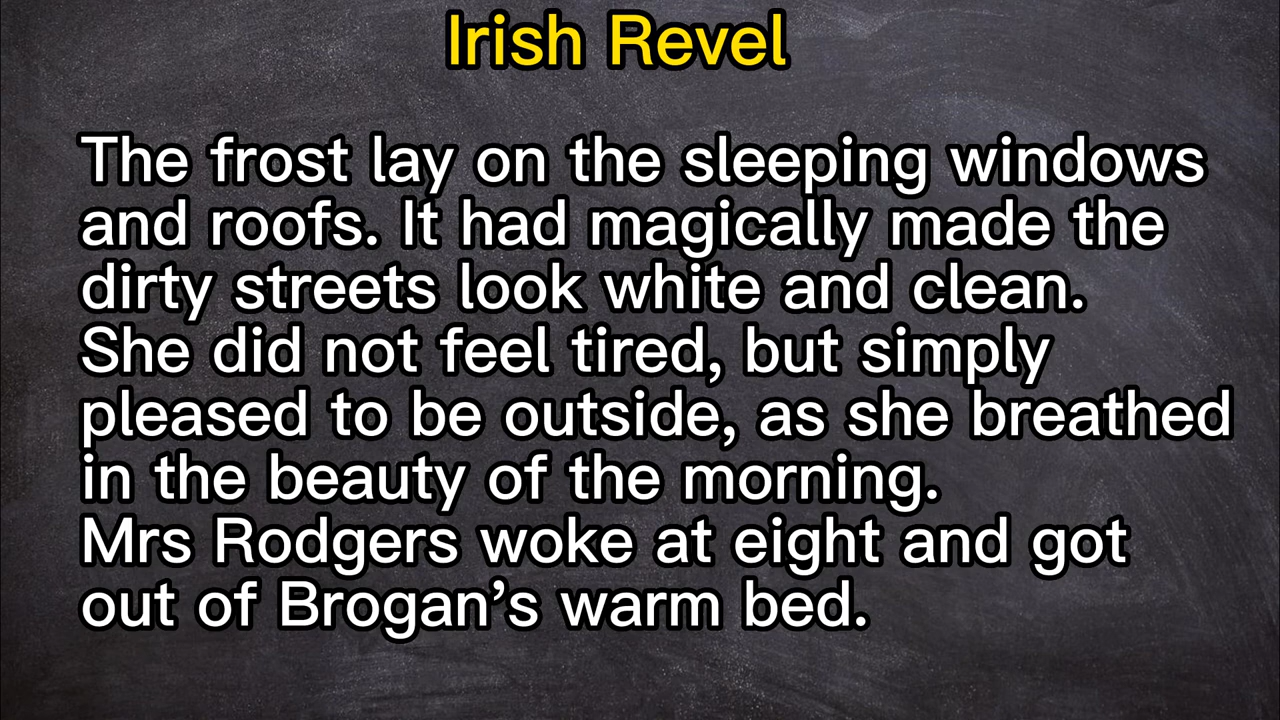 Irish Revel
The frost lay on the sleeping windows
and roofs. It had magically made the
dirty streets look white and clean.
She did not feel tired, but simply
pleased to be outside, as she breathed
in the beauty of the morning.
Mrs Rodgers woke at eight and got
out of Brogan’s warm bed.